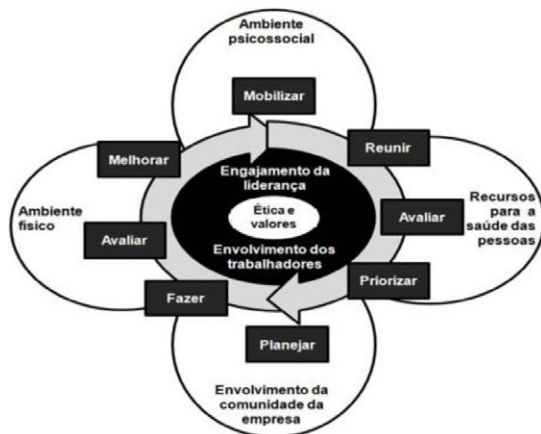 Ambiente
psicossocial
Mobilizar
Melhorar
Reunir
Engajamento da
liderança
Ambiente
físico
Ética e
valores
Recursos
para a
saúde das
pessoas
Avaliar
Avaliar
Envolvimento dos
trabalhadores
Fazer
Priorizar
Planejar
Envolvimento da
comunidade da
empresa